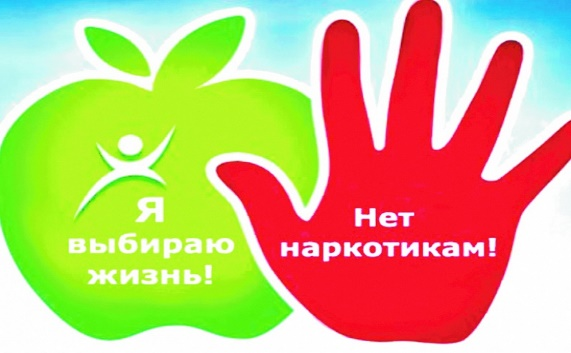 Я
выбираю
жизнь!
Нет
наркотикам!